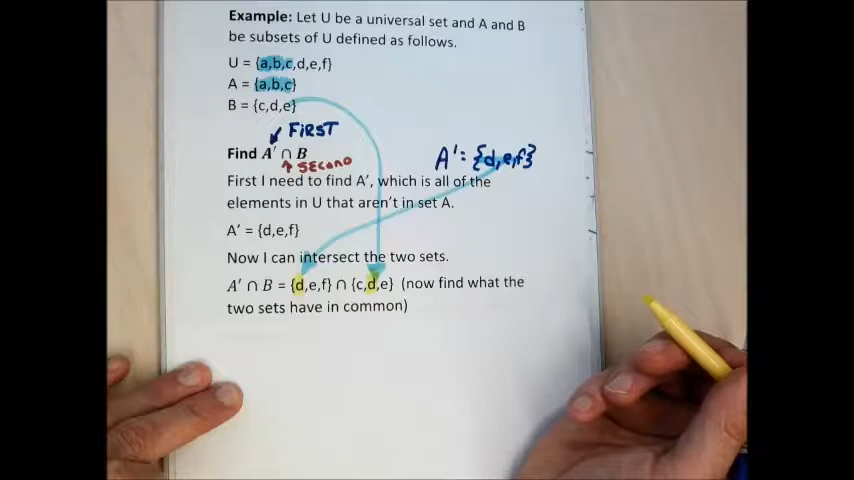 Example: Let U be a universal set and A and B
be subsets of U defined as follows.
U = {a,b,c,d,e,f}
A = {a,b,c}
B = {c,d,e}
FIRST
Find A' ∩ B
A' = {d,e,f}
SECOND
First I need to find A', which is all of the
elements in U that aren't in set A.
A' = {d,e,f}
Now I can intersect the two sets.
A' ∩ B = {d,e,f} ∩ {c,d,e} (now find what the
two sets have in common)